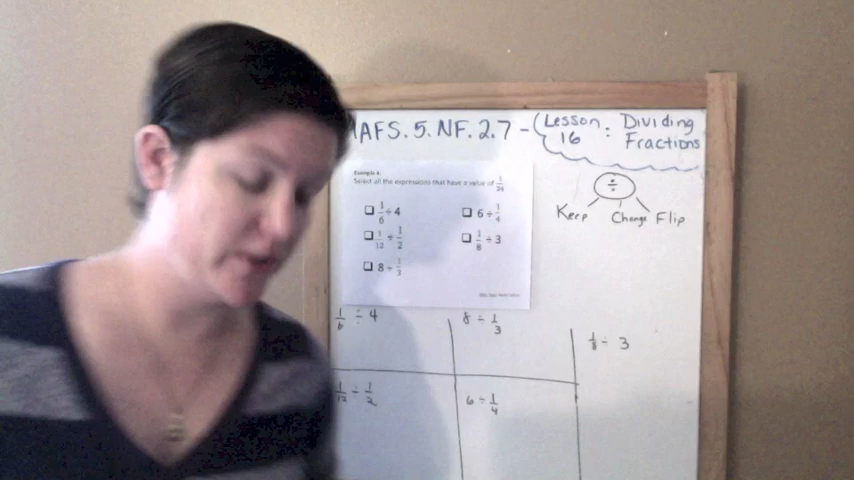 MAFS.5.NF.2.7 - Lesson 16 : Dividing Fractions
Example 4:
Select all the expressions that have a value of 1/24
☐ 1/6 ÷ 4
☐ 6 ÷ 1/4
☐ 1/12 ÷ 1/2
☐ 1/8 ÷ 3
☐ 8 ÷ 1/3
÷
Keep Change Flip
1/6 ÷ 4
8 ÷ 1/3
1/8 ÷ 3
1/12 ÷ 1/2
6 ÷ 1/4